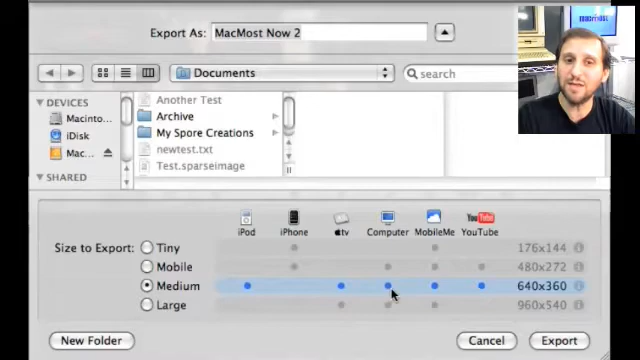 Export As: MacMost Now 2
macmost
Documents
search
DEVICES
Macinto...
iDisk
Mac...
SHARED
Another Test
Archive
My Spore Creations
newtest.txt
Test.sparseimage
iPod iPhone tv Computer MobileMe YouTube
Size to Export: Tiny 176x144
Mobile 480x272
Medium 640x360
Large 960x540
New Folder Cancel Export